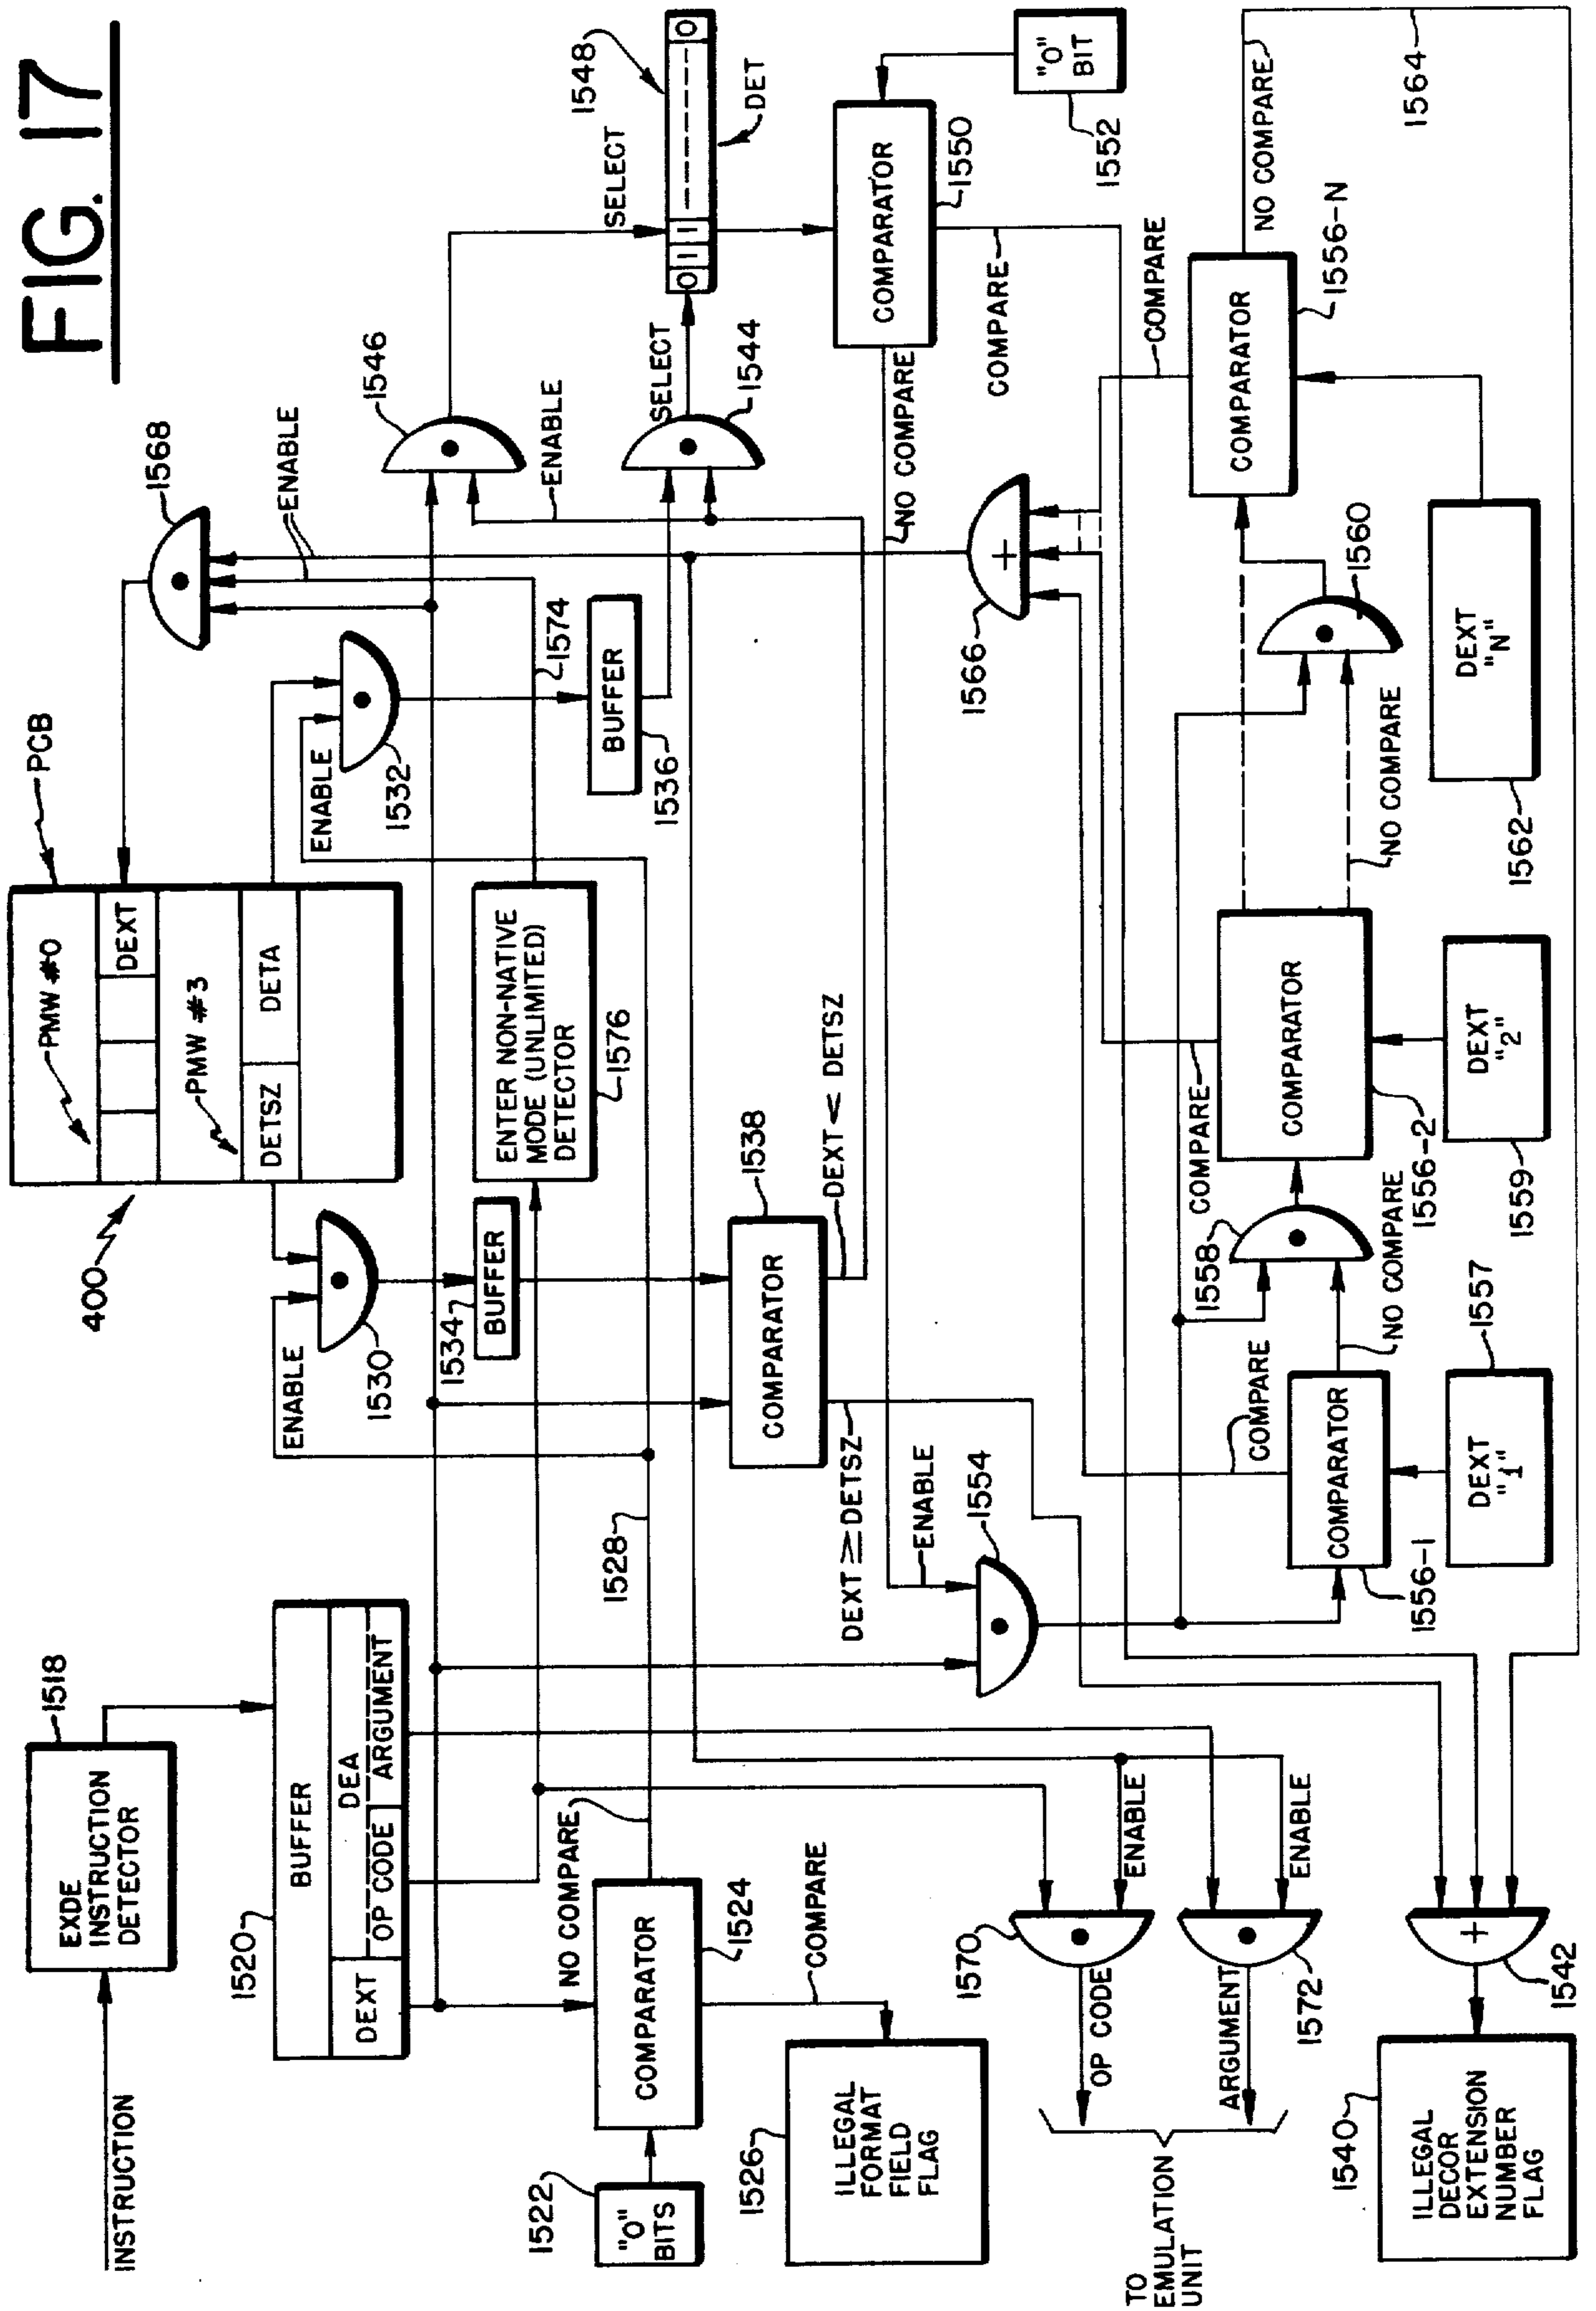 FIG. 17
INSTRUCTION
EXDE
INSTRUCTION
DETECTOR
1518
1520
BUFFER
DEXT
DEA
OP CODE
ARGUMENT
1522
"O"
BITS
COMPARATOR
1524
NO COMPARE
COMPARE
1526
ILLEGAL
FORMAT
FIELD
FLAG
1528
400
PCB
PMW #0
DEXT
PMW #3
DETSZ
DETA
ENABLE
1530
ENABLE
1532
1534
BUFFER
BUFFER
1536
ENTER NON-NATIVE
MODE (UNLIMITED)
DETECTOR
1576
1574
1568
ENABLE
COMPARATOR
1538
DEXT < DETSZ
DEXT ≥ DETSZ
1546
ENABLE
SELECT
1544
SELECT
1548
0 1 1 0
DET
COMPARATOR
1550
NO COMPARE
COMPARE
"O"
BIT
1552
ENABLE
1554
1566
COMPARATOR
1556-1
COMPARE
NO COMPARE
DEXT
"1"
1557
1558
COMPARATOR
1556-2
COMPARE
NO COMPARE
DEXT
"2"
1559
1560
COMPARATOR
1556-N
COMPARE
NO COMPARE
DEXT
"N"
1562
1564
1570
OP CODE
ENABLE
1572
ARGUMENT
ENABLE
TO
EMULATION
UNIT
1540
ILLEGAL
DECOR
EXTENSION
NUMBER
FLAG
1542